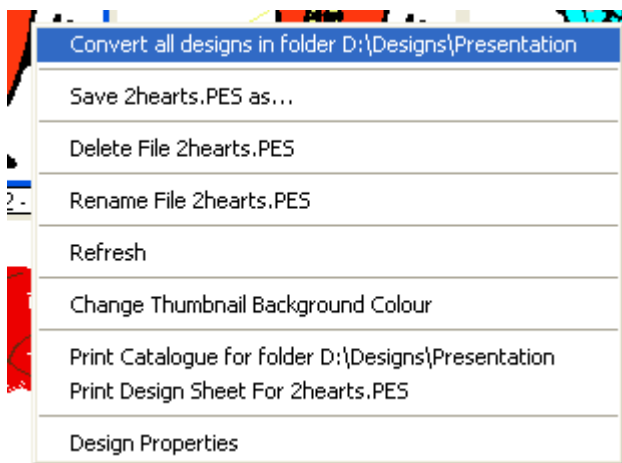 Convert all designs in folder D:\Designs\Presentation
Save 2hearts.PES as...
Delete File 2hearts.PES
Rename File 2hearts.PES
2 -
Refresh
Change Thumbnail Background Colour
Print Catalogue for folder D:\Designs\Presentation
Print Design Sheet For 2hearts.PES
Design Properties